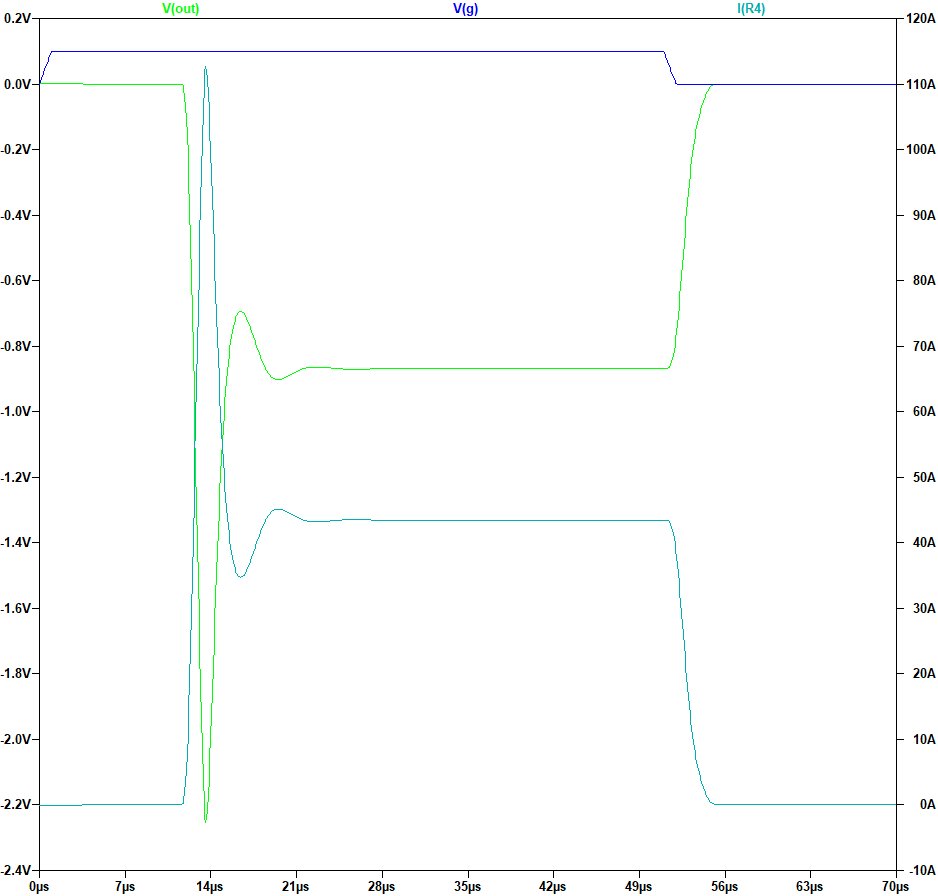 V(out) V(g) I(R4)
0.2V 120A
0.0V 110A
-0.2V 100A
-0.4V 90A
-0.6V 80A
-0.8V 70A
-1.0V 60A
-1.2V 50A
-1.4V 40A
-1.6V 30A
-1.8V 20A
-2.0V 10A
-2.2V 0A
-2.4V -10A
0µs 7µs 14µs 21µs 28µs 35µs 42µs 49µs 56µs 63µs 70µs